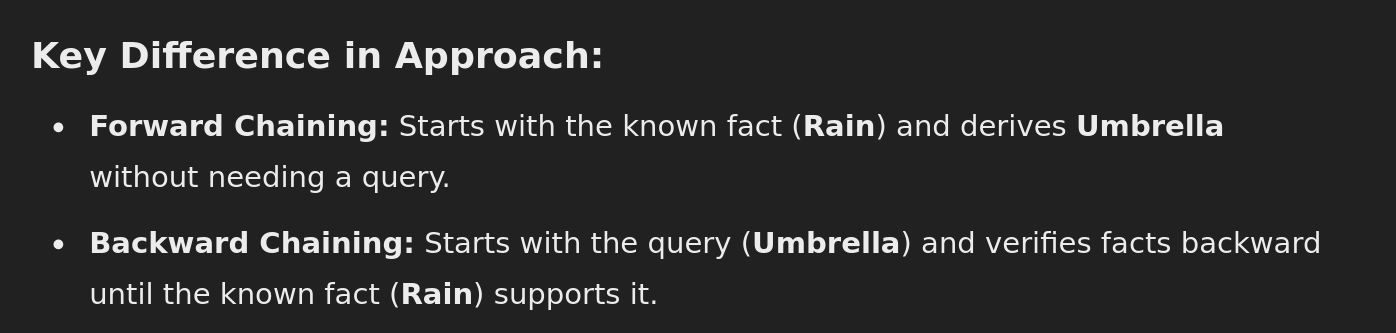 Key Difference in Approach:
• Forward Chaining: Starts with the known fact (Rain) and derives Umbrella
without needing a query.
• Backward Chaining: Starts with the query (Umbrella) and verifies facts backward
until the known fact (Rain) supports it.